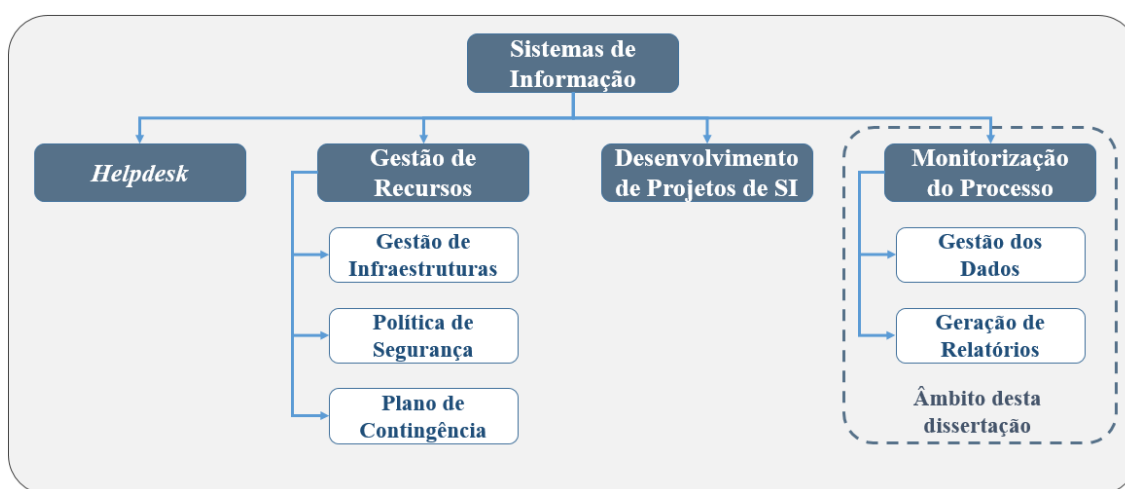 Sistemas de
Informação
Helpdesk
Gestão de
Recursos
Desenvolvimento
de Projetos de SI
Monitorização
do Processo
Gestão de
Infraestruturas
Política de
Segurança
Plano de
Contingência
Gestão dos
Dados
Geração de
Relatórios
Âmbito desta
dissertação